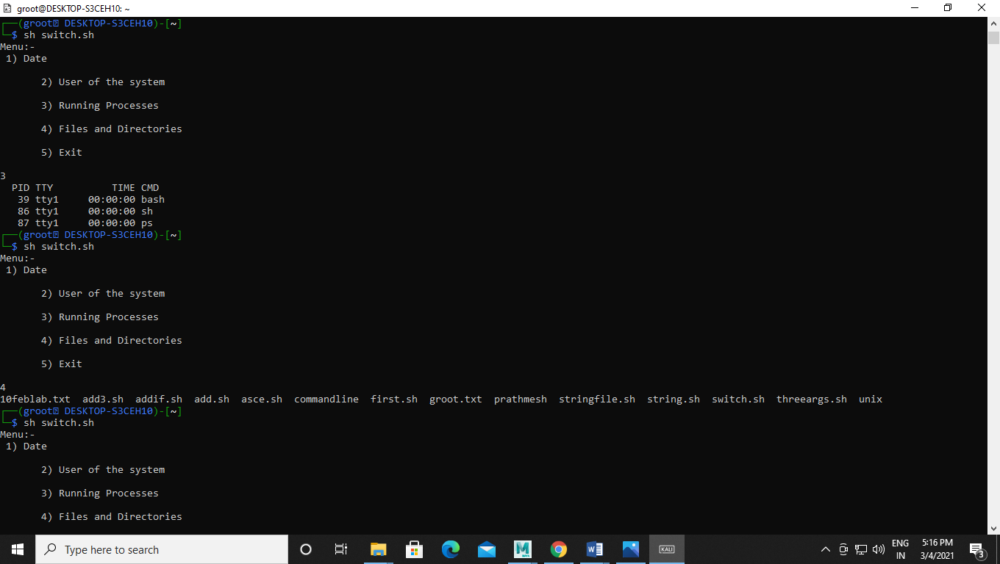 groot@DESKTOP-S3CEH10: ~
┌──(groot⍰ DESKTOP-S3CEH10)-[~]
└─$ sh switch.sh
Menu:-
 1) Date
       2) User of the system
       3) Running Processes
       4) Files and Directories
       5) Exit
3
  PID TTY          TIME CMD
   39 tty1     00:00:00 bash
   86 tty1     00:00:00 sh
   87 tty1     00:00:00 ps
┌──(groot⍰ DESKTOP-S3CEH10)-[~]
└─$ sh switch.sh
Menu:-
 1) Date
       2) User of the system
       3) Running Processes
       4) Files and Directories
       5) Exit
4
10feblab.txt  add3.sh  addif.sh  add.sh  asce.sh  commandline  first.sh  groot.txt  prathmesh  stringfile.sh  string.sh  switch.sh  threeargs.sh  unix
┌──(groot⍰ DESKTOP-S3CEH10)-[~]
└─$ sh switch.sh
Menu:-
 1) Date
       2) User of the system
       3) Running Processes
       4) Files and Directories
Type here to search
M
W
KALI
ENG
IN
5:16 PM
3/4/2021
3